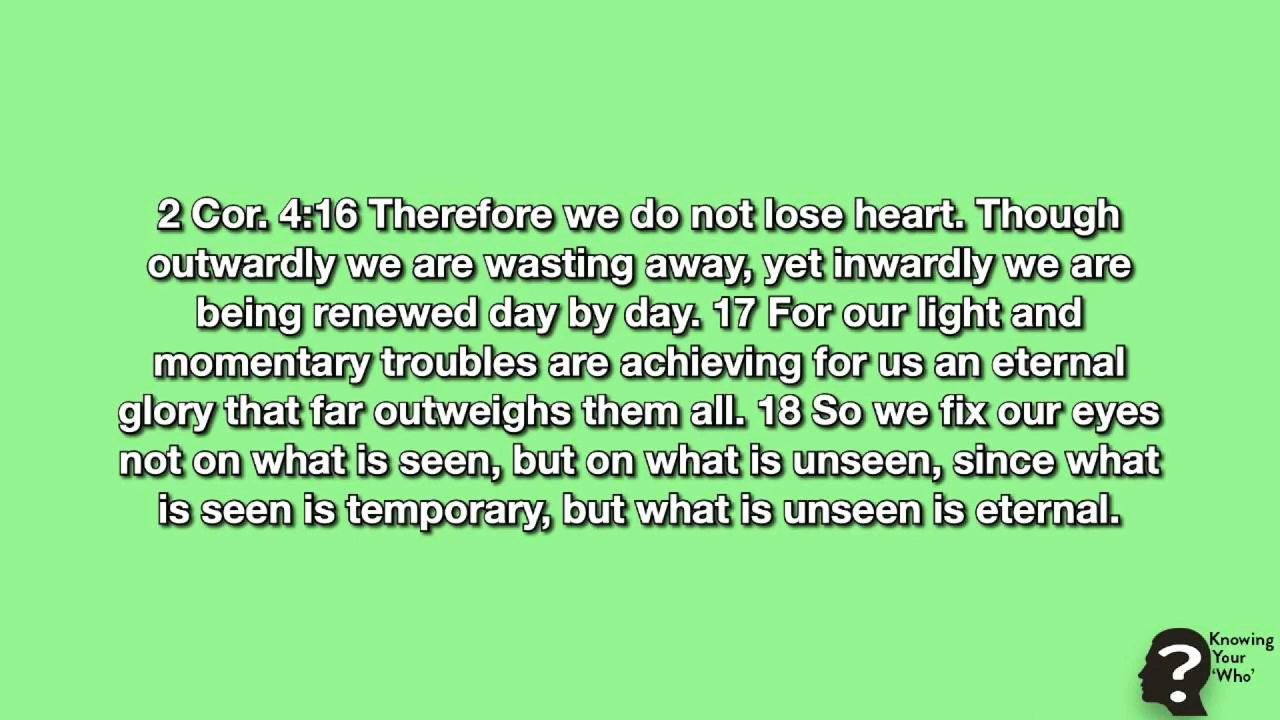 2 Cor. 4:16 Therefore we do not lose heart. Though
outwardly we are wasting away, yet inwardly we are
being renewed day by day. 17 For our light and
momentary troubles are achieving for us an eternal
glory that far outweighs them all. 18 So we fix our eyes
not on what is seen, but on what is unseen, since what
is seen is temporary, but what is unseen is eternal.
?
Knowing
Your
‘Who’